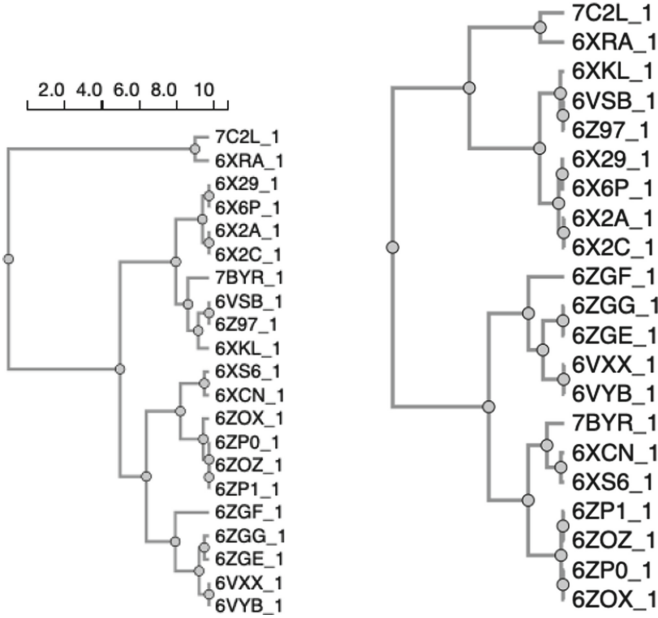 2.0 4.0 6.0 8.0 10
7C2L_1
6XRA_1
6X29_1
6X6P_1
6X2A_1
6X2C_1
7BYR_1
6VSB_1
6Z97_1
6XKL_1
6XS6_1
6XCN_1
6ZOX_1
6ZP0_1
6ZOZ_1
6ZP1_1
6ZGF_1
6ZGG_1
6ZGE_1
6VXX_1
6VYB_1
7C2L_1
6XRA_1
6XKL_1
6VSB_1
6Z97_1
6X29_1
6X6P_1
6X2A_1
6X2C_1
6ZGF_1
6ZGG_1
6ZGE_1
6VXX_1
6VYB_1
7BYR_1
6XCN_1
6XS6_1
6ZP1_1
6ZOZ_1
6ZP0_1
6ZOX_1